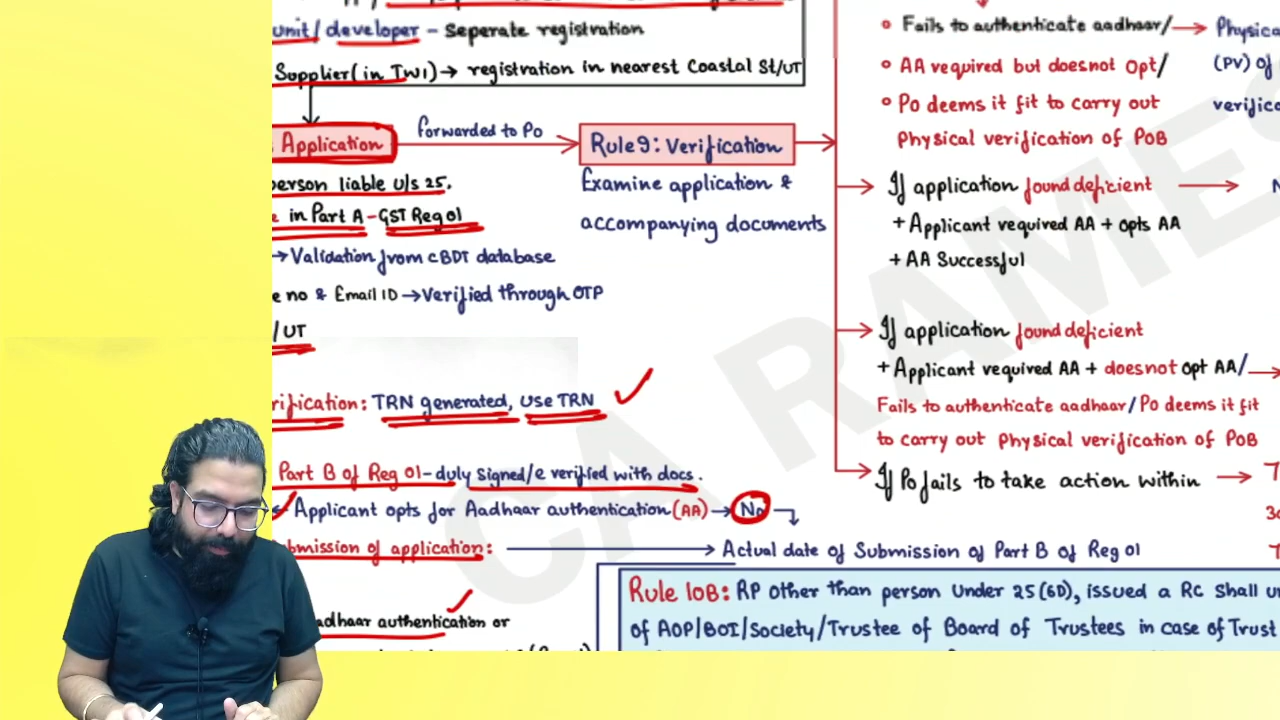 unit/developer - Seperate registration
Supplier(in TWI)→ registration in nearest Coastal St/UT
Application
forwarded to Po
Rule9: Verification
person liable u/s 25.
Examine application &
in Part A-GST Reg 01
accompanying documents
→Validation from CBDT database
no & Email ID →Verified through OTP
/UT
TRN generated, Use TRN
Part B of Reg 01-duly signed/e verified with docs.
Applicant opts for Aadhaar authentication(AA)→ No
bmission of application:
Actual date of Submission of Part B of Reg 01
adhaar authentication or
Fails to authenticate aadhaar/→ Physica
AA required but doesnot Opt/
(PV) of
Po deems it fit to carry out
verifica
Physical verification of PoB
If application found deficient
+ Applicant required AA + opts AA
+ AA Successful
If application found deficient
+ Applicant required AA + doesnot opt AA/
Fails to authenticate aadhaar/Po deems it fit
to carry out Physical verification of PoB
If Po fails to take action within
Rule 10B: RP other than person under 25(6D), issued a RC shall
of AOP/BOI/Society/Trustee of Board of Trustees in case of Trust
CA RAMES